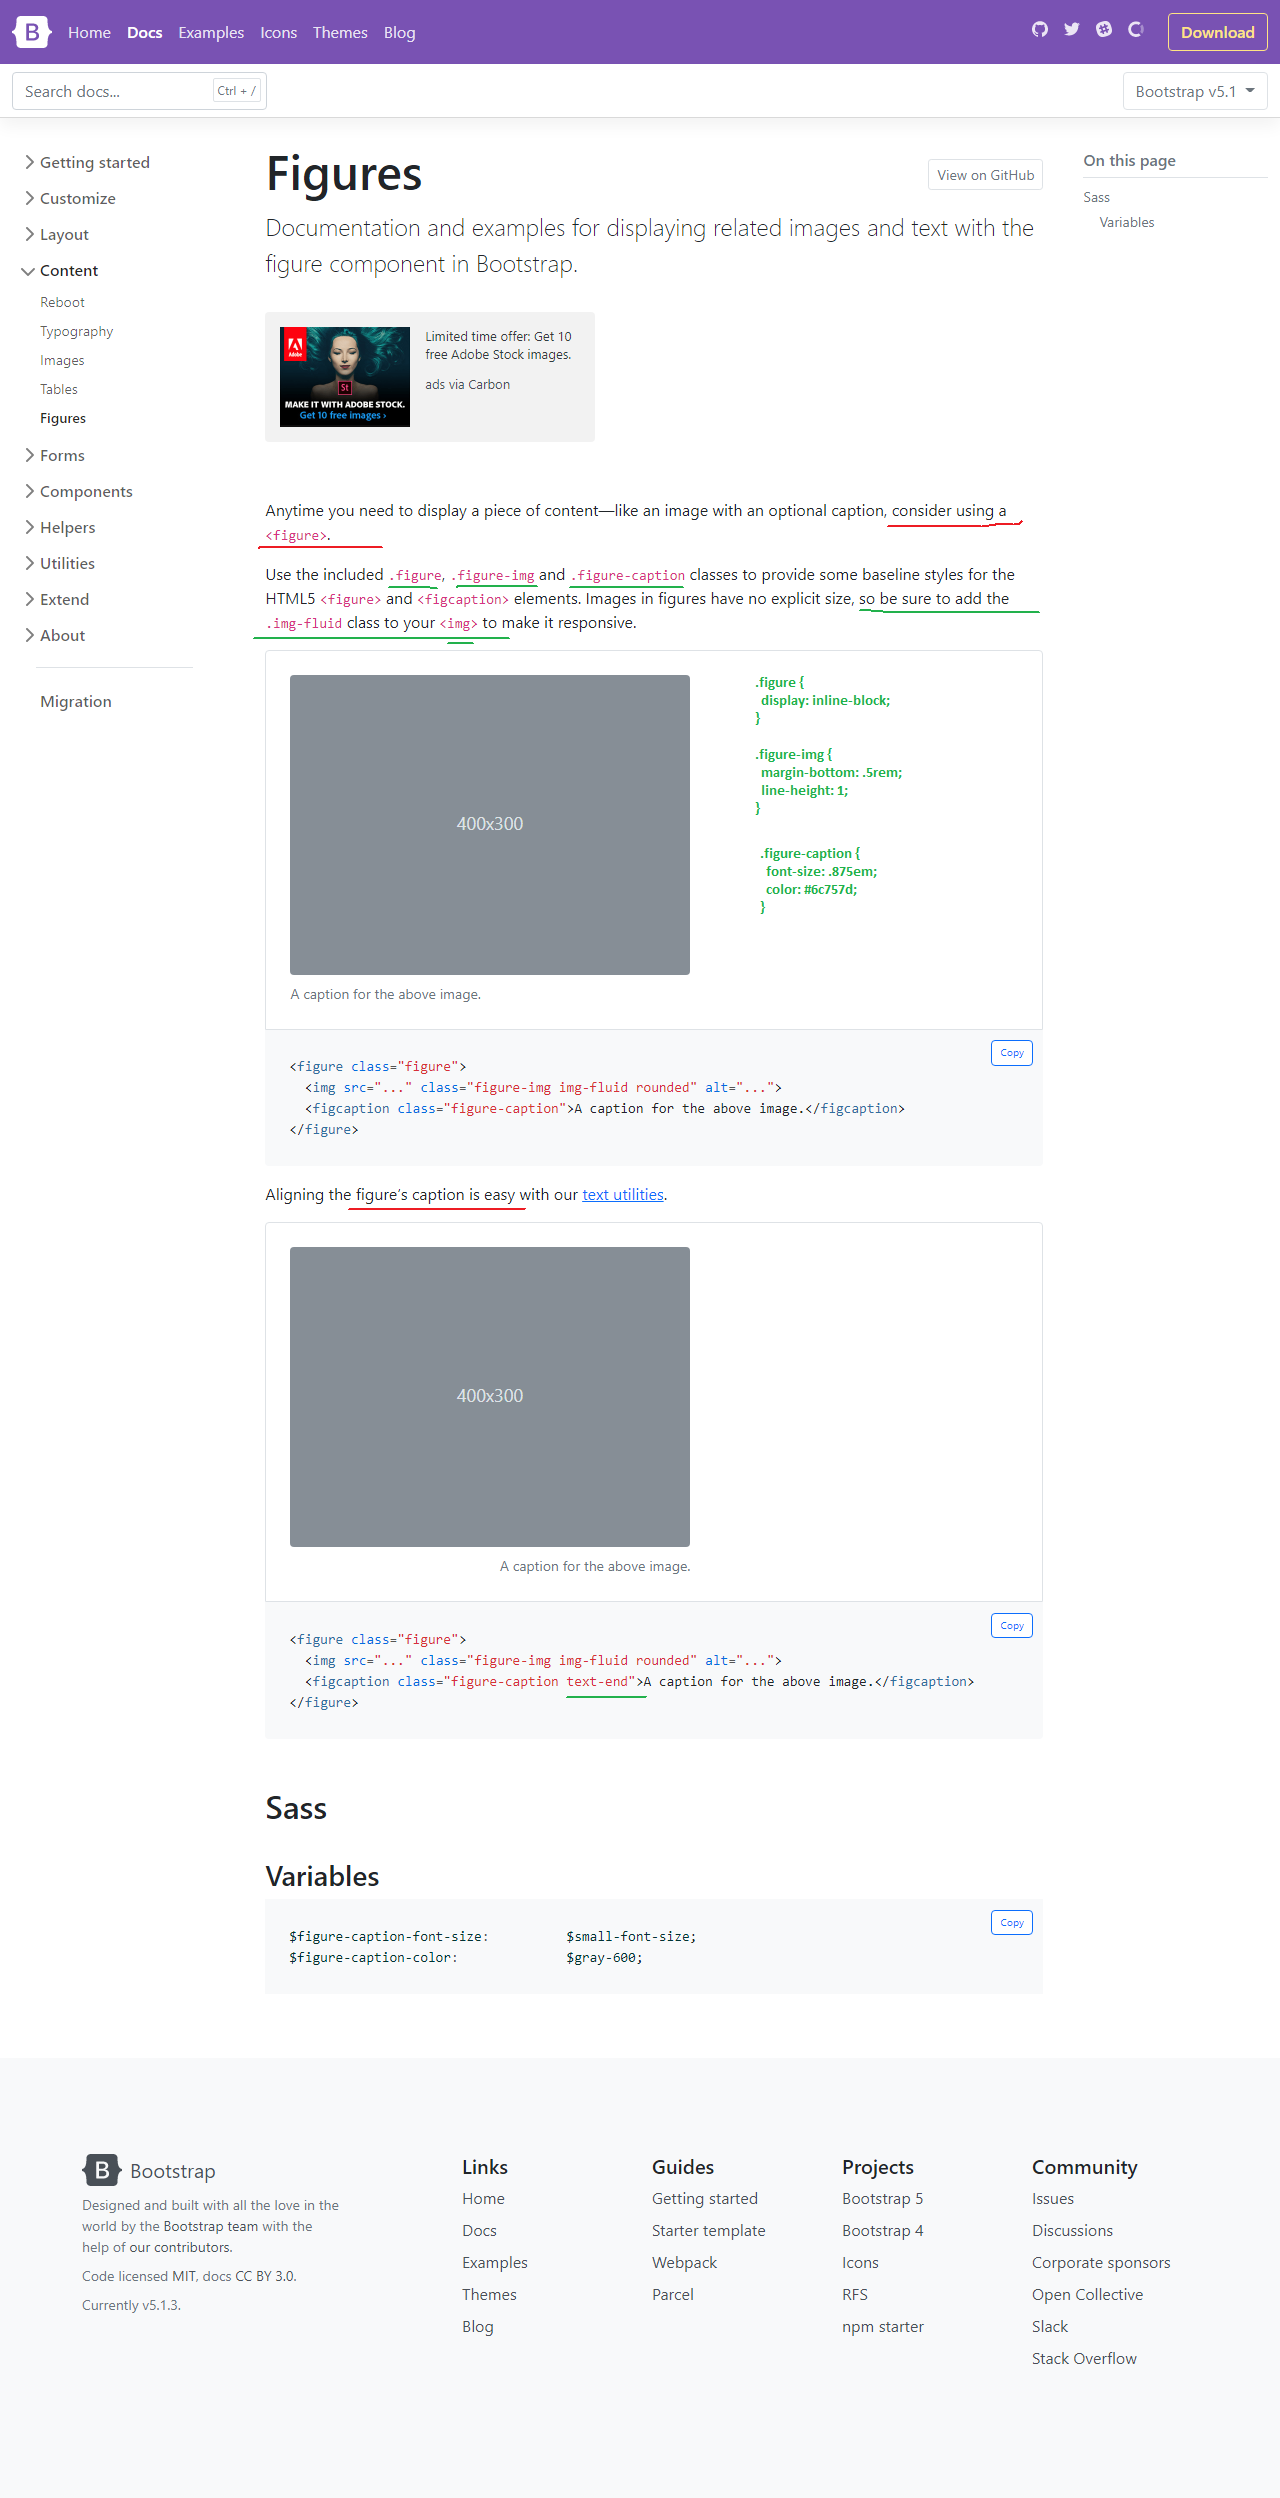 B Home Docs Examples Icons Themes Blog Download
Search docs... Ctrl + / Bootstrap v5.1
Getting started
Customize
Layout
Content
Reboot
Typography
Images
Tables
Figures
Forms
Components
Helpers
Utilities
Extend
About
Migration
Figures
View on GitHub
Documentation and examples for displaying related images and text with the
figure component in Bootstrap.
On this page
Sass
Variables
Adobe
St
MAKE IT WITH ADOBE STOCK.
Get 10 free images ›
Limited time offer: Get 10
free Adobe Stock images.
ads via Carbon
Anytime you need to display a piece of content—like an image with an optional caption, consider using a
<figure>.
Use the included .figure, .figure-img and .figure-caption classes to provide some baseline styles for the
HTML5 <figure> and <figcaption> elements. Images in figures have no explicit size, so be sure to add the
.img-fluid class to your <img> to make it responsive.
400x300
A caption for the above image.
.figure {
display: inline-block;
}
.figure-img {
margin-bottom: .5rem;
line-height: 1;
}
.figure-caption {
font-size: .875em;
color: #6c757d;
}
Copy
<figure class="figure">
<img src="..." class="figure-img img-fluid rounded" alt="...">
<figcaption class="figure-caption">A caption for the above image.</figcaption>
</figure>
Aligning the figure's caption is easy with our text utilities.
400x300
A caption for the above image.
Copy
<figure class="figure">
<img src="..." class="figure-img img-fluid rounded" alt="...">
<figcaption class="figure-caption text-end">A caption for the above image.</figcaption>
</figure>
Sass
Variables
Copy
$figure-caption-font-size: $small-font-size;
$figure-caption-color: $gray-600;
B Bootstrap
Designed and built with all the love in the
world by the Bootstrap team with the
help of our contributors.
Code licensed MIT, docs CC BY 3.0.
Currently v5.1.3.
Links
Home
Docs
Examples
Themes
Blog
Guides
Getting started
Starter template
Webpack
Parcel
Projects
Bootstrap 5
Bootstrap 4
Icons
RFS
npm starter
Community
Issues
Discussions
Corporate sponsors
Open Collective
Slack
Stack Overflow